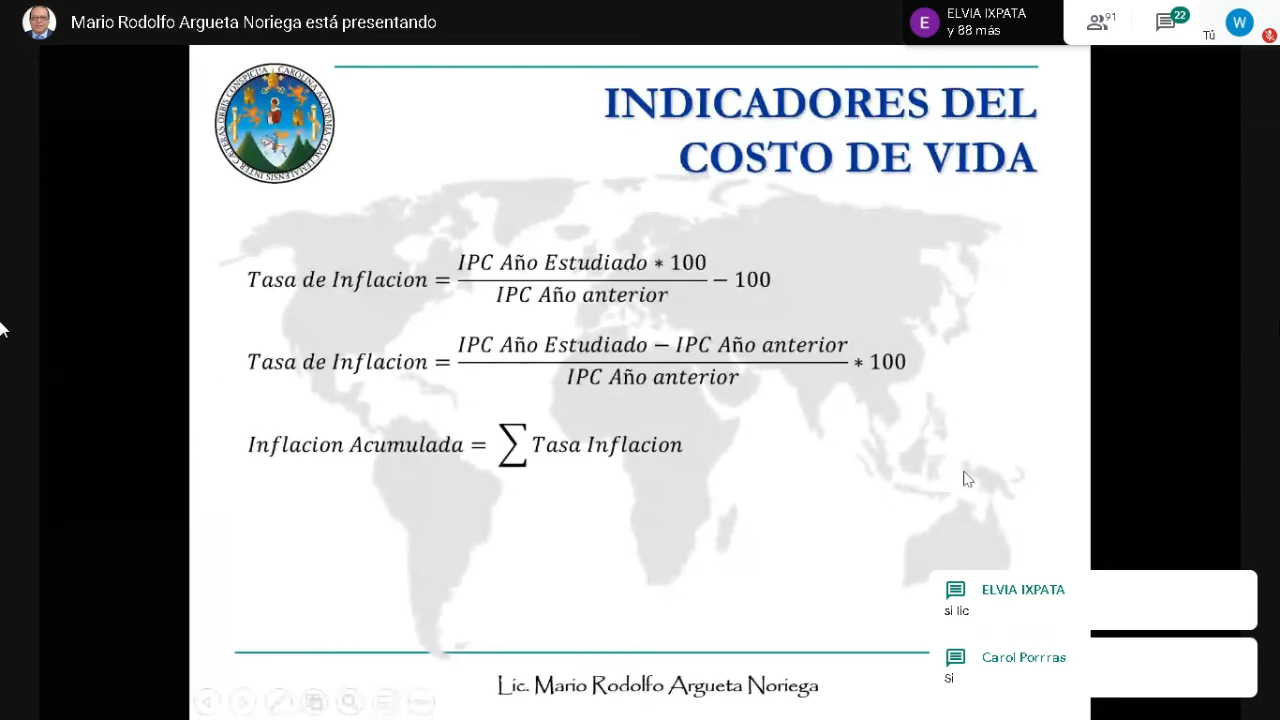 Mario Rodolfo Argueta Noriega está presentando
E
ELVIA IXPATA
y 88 más
91
22
Tú
W
INDICADORES DEL
COSTO DE VIDA
Tasa de Inflacion = (IPC Año Estudiado * 100) / (IPC Año anterior) − 100
Tasa de Inflacion = (IPC Año Estudiado − IPC Año anterior) / (IPC Año anterior) * 100
Inflacion Acumulada = ∑ Tasa Inflacion
ELVIA IXPATA
si lic
Carol Porrras
Si
Lic. Mario Rodolfo Argueta Noriega